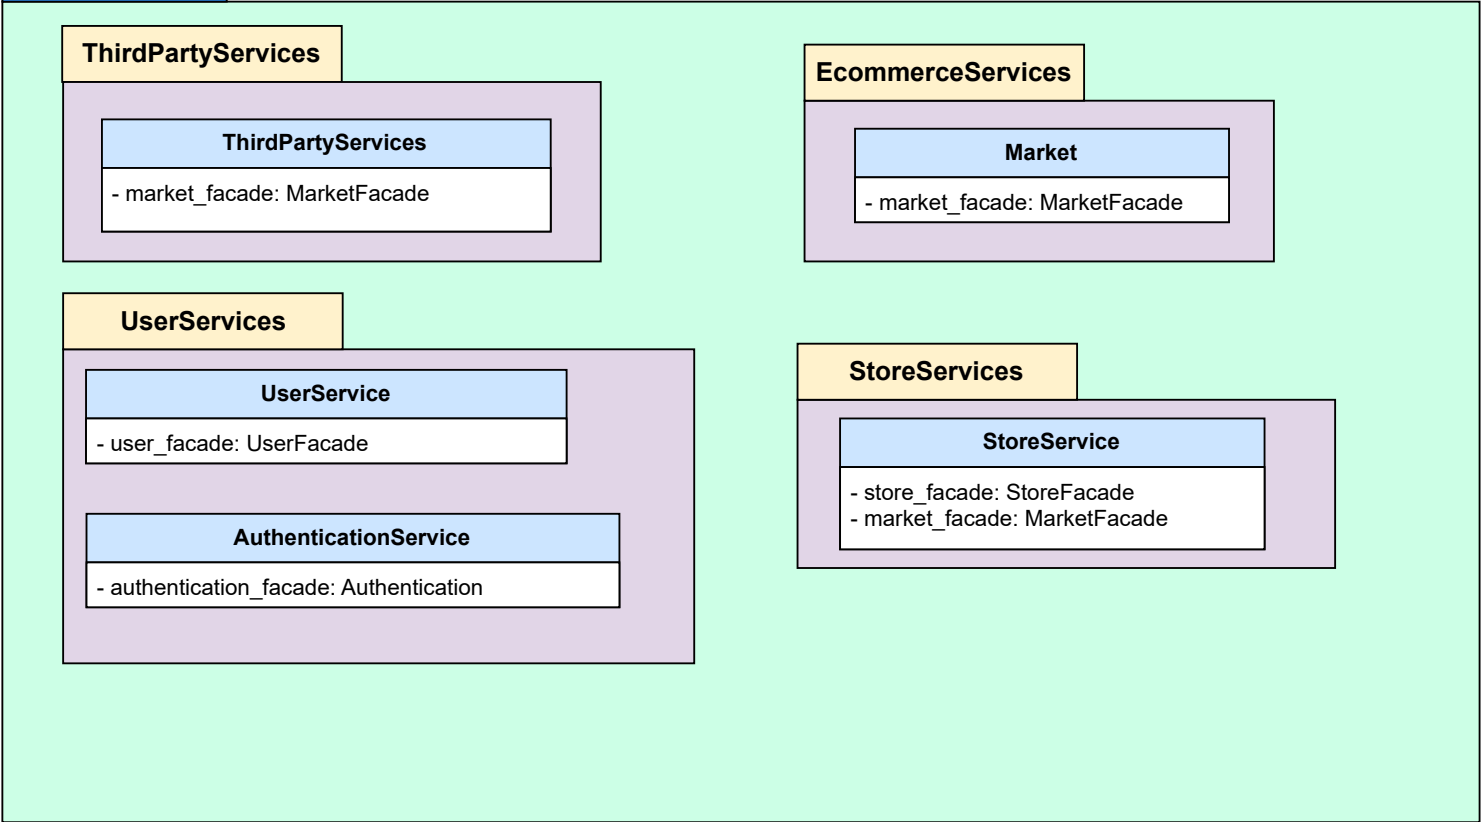 ThirdPartyServices
ThirdPartyServices
- market_facade: MarketFacade
EcommerceServices
Market
- market_facade: MarketFacade
UserServices
UserService
- user_facade: UserFacade
AuthenticationService
- authentication_facade: Authentication
StoreServices
StoreService
- store_facade: StoreFacade
- market_facade: MarketFacade